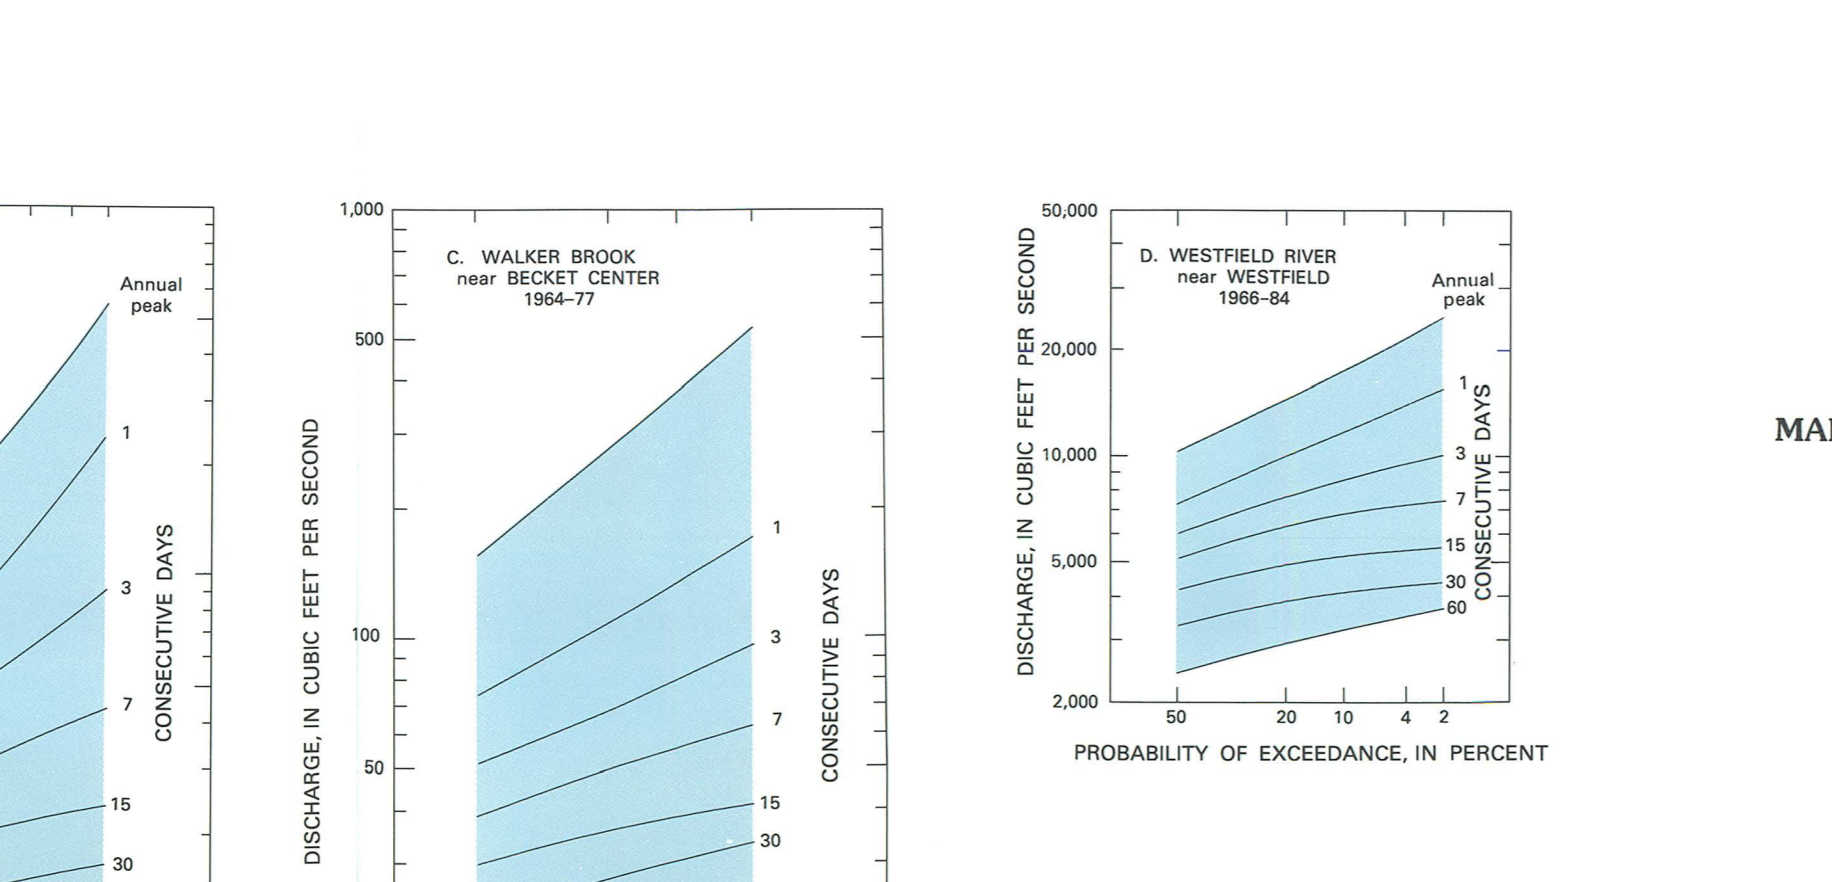 Annual
peak
1
3
7
15
30
CONSECUTIVE DAYS
DISCHARGE, IN CUBIC FEET PER SECOND
1,000
500
100
50
C. WALKER BROOK
near BECKET CENTER
1964–77
1
3
7
15
30
CONSECUTIVE DAYS
DISCHARGE, IN CUBIC FEET PER SECOND
50,000
20,000
10,000
5,000
2,000
D. WESTFIELD RIVER
near WESTFIELD
1966–84
Annual
peak
1
3
7
15
30
60
CONSECUTIVE DAYS
50 20 10 4 2
PROBABILITY OF EXCEEDANCE, IN PERCENT